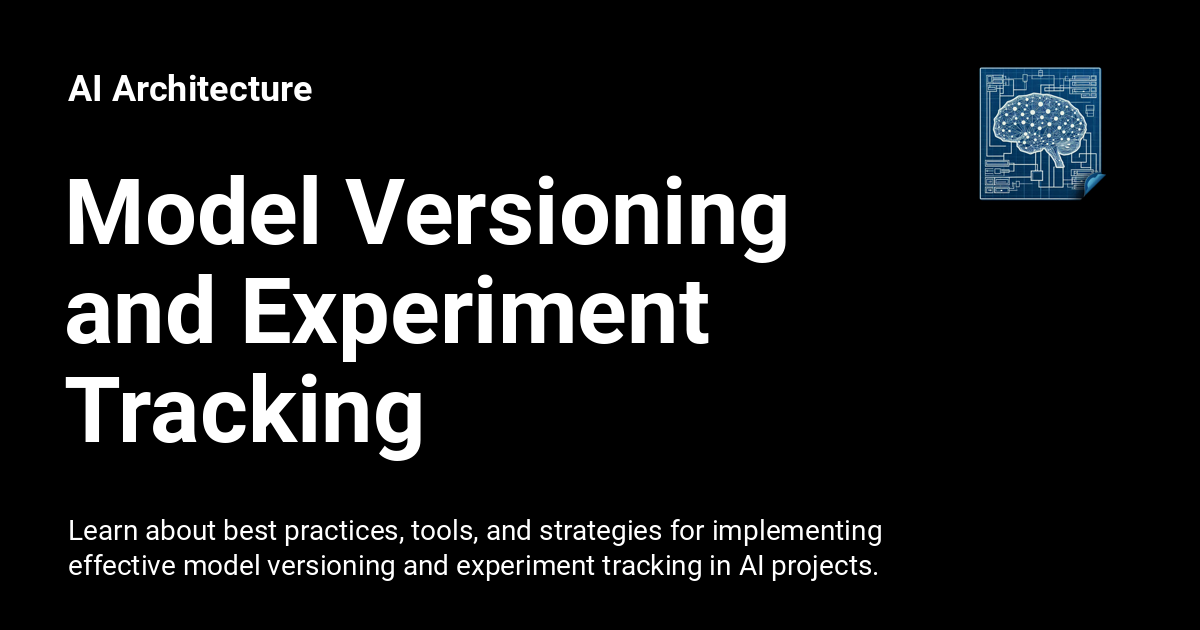 AI Architecture
Model Versioning
and Experiment
Tracking
Learn about best practices, tools, and strategies for implementing
effective model versioning and experiment tracking in AI projects.